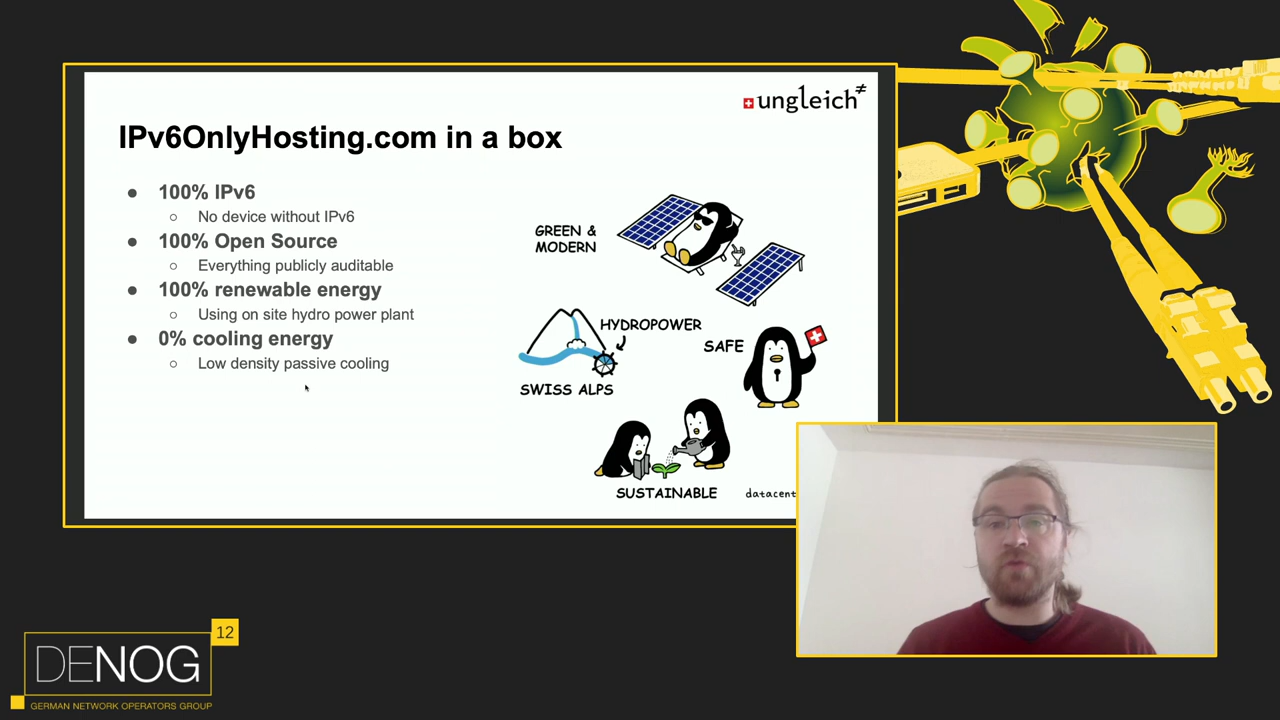 ungleich≠
IPv6OnlyHosting.com in a box
● 100% IPv6
○ No device without IPv6
● 100% Open Source
○ Everything publicly auditable
● 100% renewable energy
○ Using on site hydro power plant
● 0% cooling energy
○ Low density passive cooling
GREEN &
MODERN
HYDROPOWER
SWISS ALPS
SAFE
SUSTAINABLE
datacent
12
DENOG
GERMAN NETWORK OPERATORS GROUP